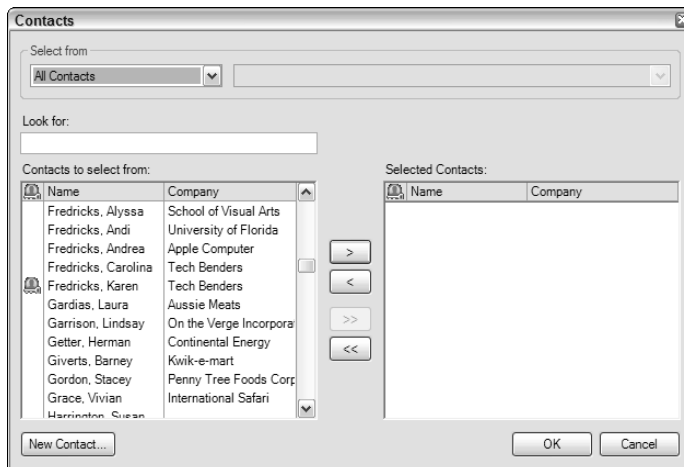 Contacts
Select from
All Contacts
Look for:
Contacts to select from:
Selected Contacts:
Name Company
Name Company
Fredricks, Alyssa School of Visual Arts
Fredricks, Andi University of Florida
Fredricks, Andrea Apple Computer
Fredricks, Carolina Tech Benders
Fredricks, Karen Tech Benders
Gardias, Laura Aussie Meats
Garrison, Lindsay On the Verge Incorpora
Getter, Herman Continental Energy
Giverts, Barney Kwik-e-mart
Gordon, Stacey Penny Tree Foods Corp
Grace, Vivian International Safari
Harrington, Susan
>
<
>>
<<
New Contact...
OK
Cancel